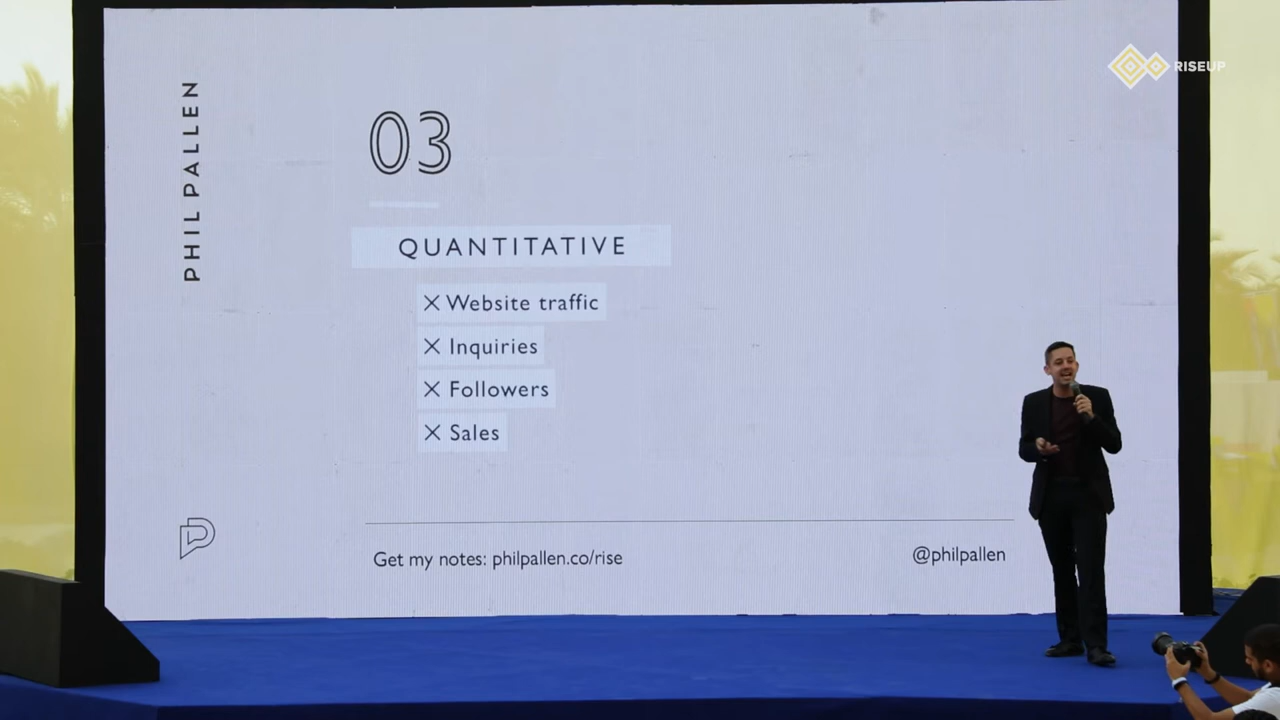 RISEUP
PHIL PALLEN
03
QUANTITATIVE
X Website traffic
X Inquiries
X Followers
X Sales
Get my notes: philpallen.co/rise
@philpallen